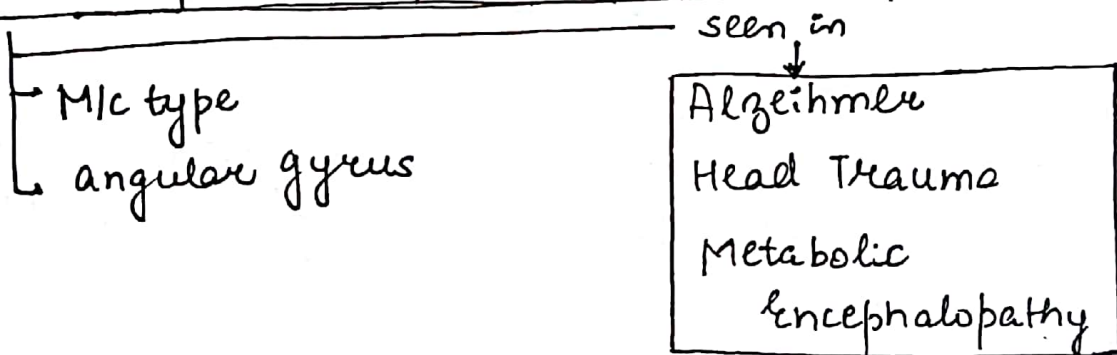 seen in
M/c type
angular gyrus
Alzeihmer
Head Trauma
Metabolic
Encephalopathy